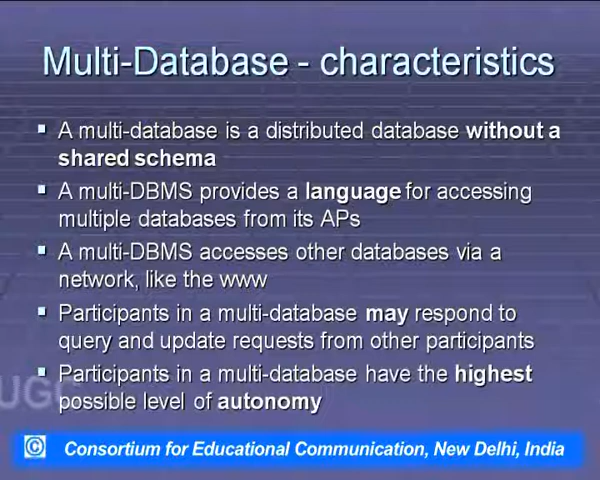 Multi-Database - characteristics
A multi-database is a distributed database without a
shared schema
A multi-DBMS provides a language for accessing
multiple databases from its APs
A multi-DBMS accesses other databases via a
network, like the www
Participants in a multi-database may respond to
query and update requests from other participants
Participants in a multi-database have the highest
possible level of autonomy
UGC
© Consortium for Educational Communication, New Delhi, India